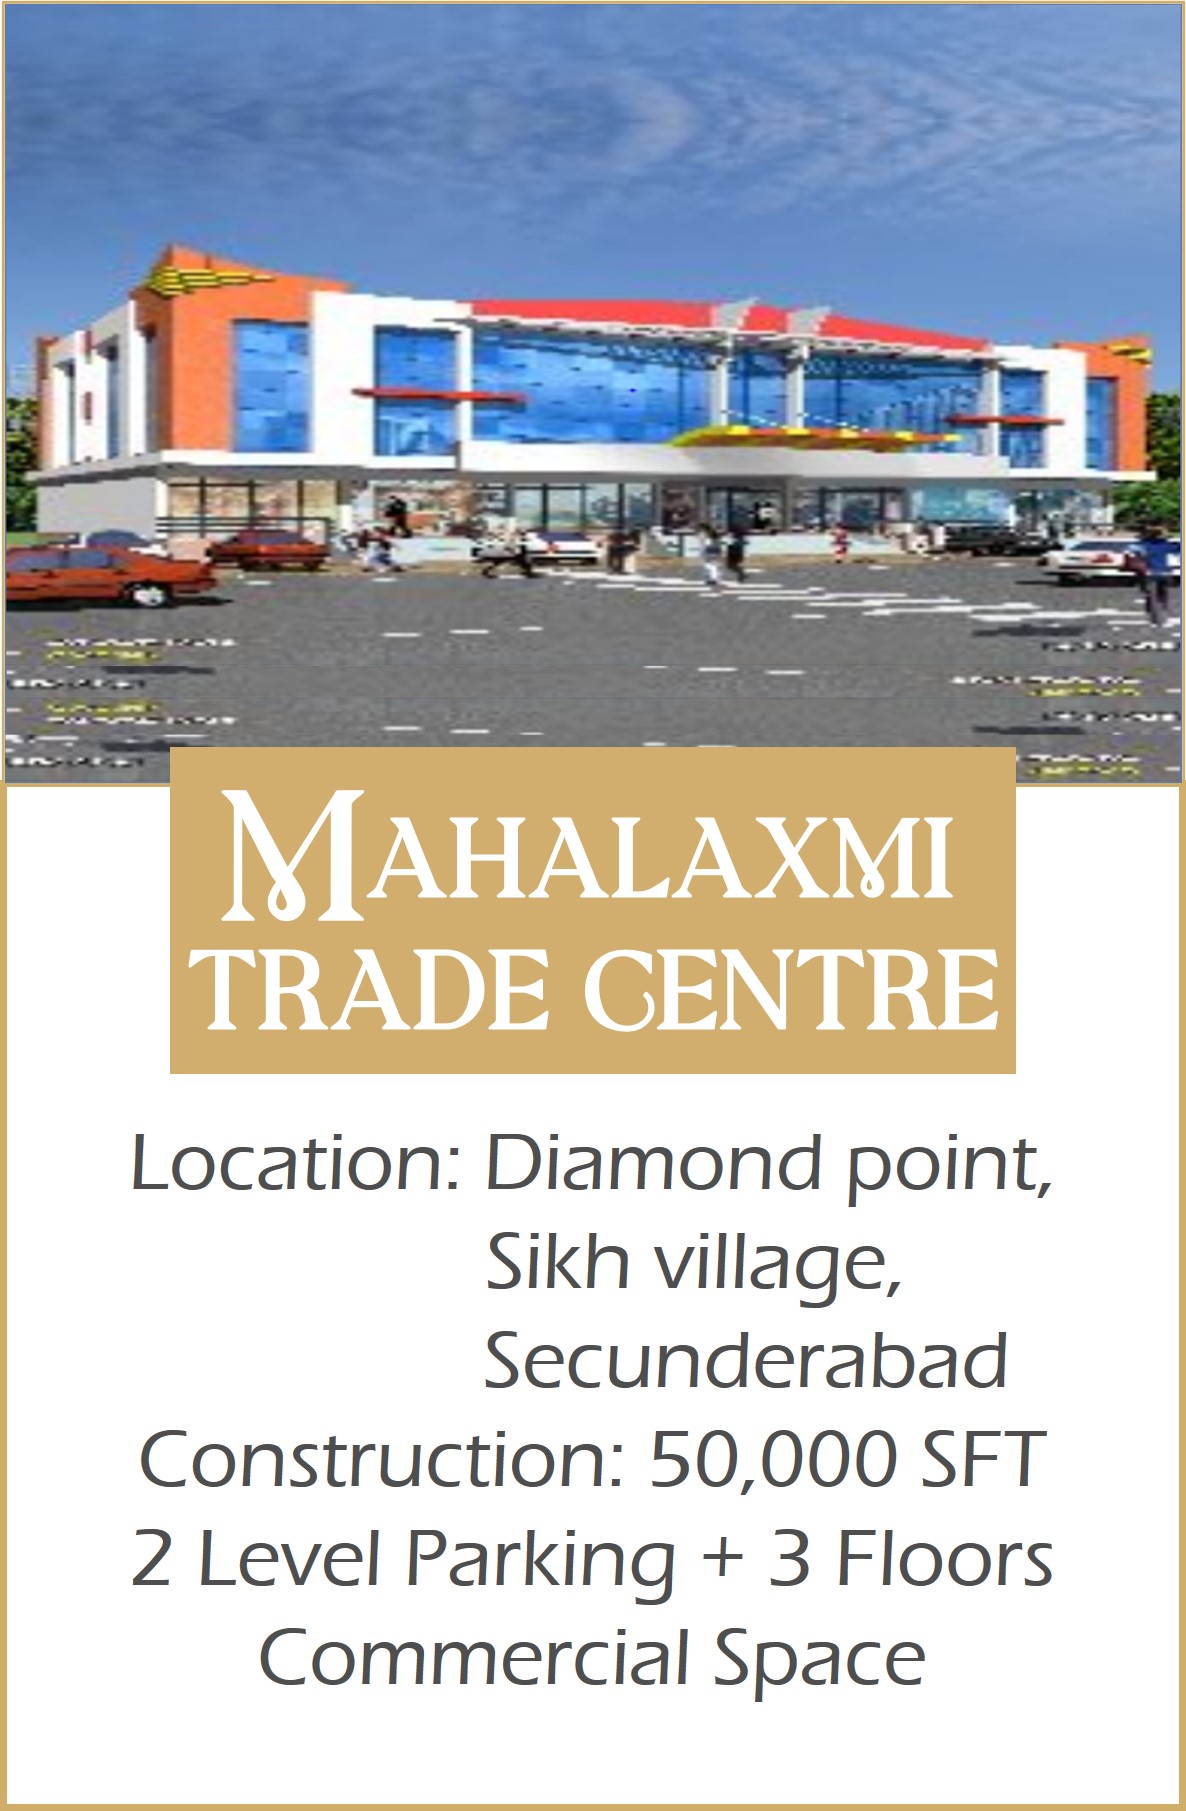 MAHALAXMI
TRADE CENTRE
Location: Diamond point,
Sikh village,
Secunderabad
Construction: 50,000 SFT
2 Level Parking + 3 Floors
Commercial Space